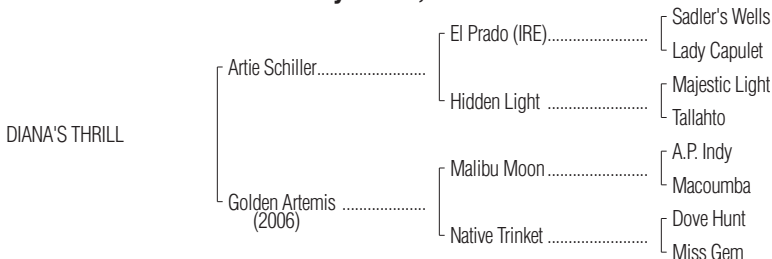 Sadler's Wells
El Prado (IRE)..........................
Lady Capulet
Artie Schiller............................
Majestic Light
Hidden Light ..........................
Tallaho
DIANA'S THRILL
A.P. Indy
Malibu Moon..........................
Macoumba
Golden Artemis .....................
(2006)
Dove Hunt
Native Trinket ..........................
Miss Gem